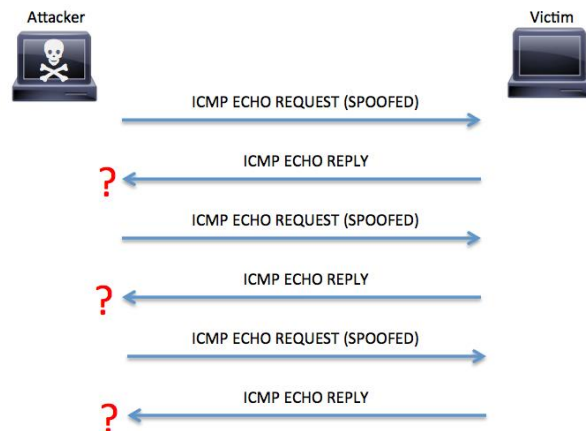 Attacker
Victim
ICMP ECHO REQUEST (SPOOFED)
ICMP ECHO REPLY
?
ICMP ECHO REQUEST (SPOOFED)
ICMP ECHO REPLY
?
ICMP ECHO REQUEST (SPOOFED)
ICMP ECHO REPLY
?